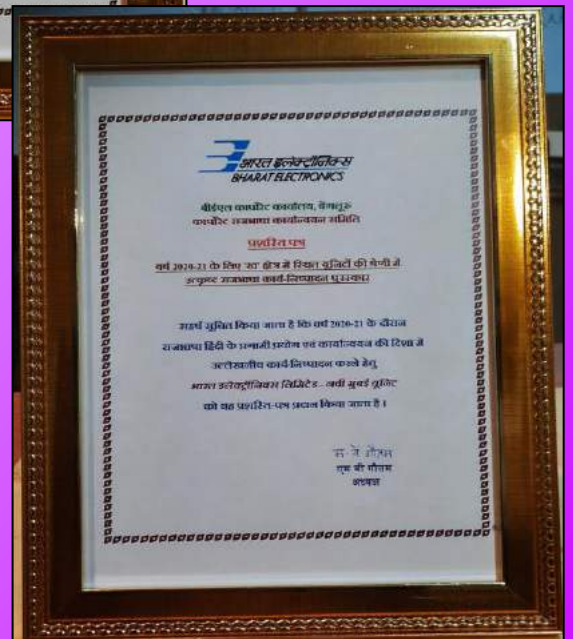 भारत इलेक्ट्रॉनिक्स
BHARAT ELECTRONICS
बीईएल कार्पोरेट कार्यालय, बेंगलूरु
कार्पोरेट राजभाषा कार्यान्वयन समिति
प्रशस्ति पत्र
वर्ष 2020-21 के लिए 'ख' क्षेत्र में स्थित यूनिटों की श्रेणी में
उत्कृष्ट राजभाषा कार्य-निष्पादन पुरस्कार
सहर्ष सूचित किया जाता है कि वर्ष 2020-21 के दौरान
राजभाषा हिंदी के प्रगामी प्रयोग एवं कार्यान्वयन की दिशा में
उल्लेखनीय कार्य-निष्पादन करने हेतु
भारत इलेक्ट्रॉनिक्स लिमिटेड - नवी मुंबई यूनिट
को यह प्रशस्ति-पत्र प्रदान किया जाता है ।
एम वी गौतम
अध्यक्ष